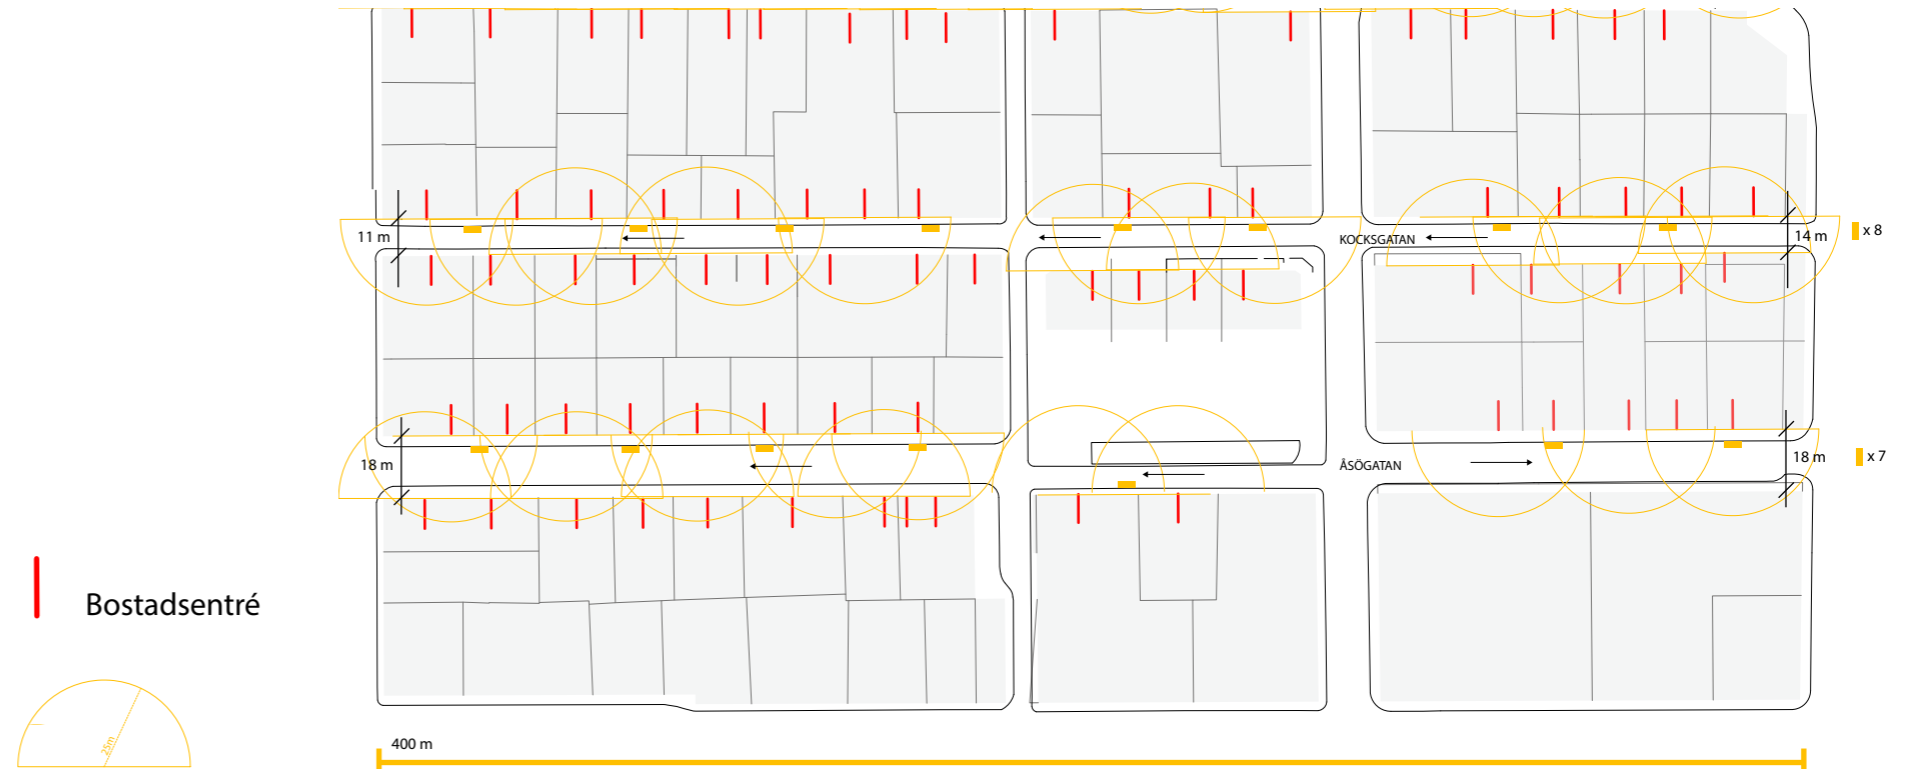 11 m
KOCKSGATAN
14 m
x 8
18 m
ÅSÖGATAN
18 m
x 7
Bostadsentré
25m
400 m